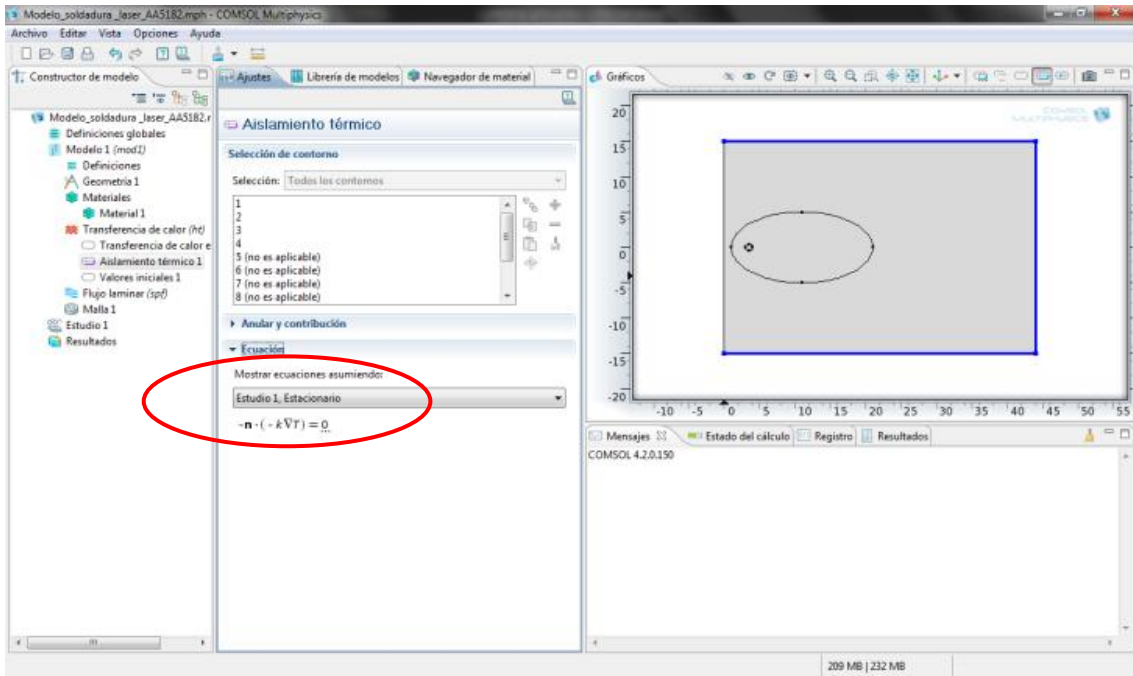 Modelo_soldadura _laser_AA5182.mph - COMSOL Multiphysics
Archivo Editar Vista Opciones Ayuda
Constructor de modelo
Modelo_soldadura _laser_AA5182.r
Definiciones globales
Modelo 1 (mod1)
Definiciones
Geometría 1
Materiales
Material 1
Transferencia de calor (ht)
Transferencia de calor e
Aislamiento térmico 1
Valores iniciales 1
Flujo laminar (spf)
Malla 1
Estudio 1
Resultados
Ajustes Librería de modelos Navegador de material
Aislamiento térmico
Selección de contorno
Selección: Todos los contornos
1
2
3
4
5 (no es aplicable)
6 (no es aplicable)
7 (no es aplicable)
8 (no es aplicable)
Anular y contribución
Ecuación
Mostrar ecuaciones asumiendo:
Estudio 1, Estacionario
-n·(-k∇T) = 0
Gráficos
COMSOL
MULTIPHYSICS
20
15
10
5
0
-5
-10
-15
-20
-10 -5 0 5 10 15 20 25 30 35 40 45 50 55
Mensajes Estado del cálculo Registro Resultados
COMSOL 4.2.0.150
209 MB | 232 MB